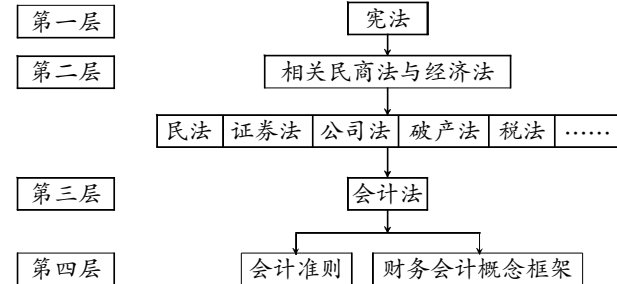 第一层 宪法
第二层 相关民商法与经济法
民法 证券法 公司法 破产法 税法 ……
第三层 会计法
第四层 会计准则 财务会计概念框架